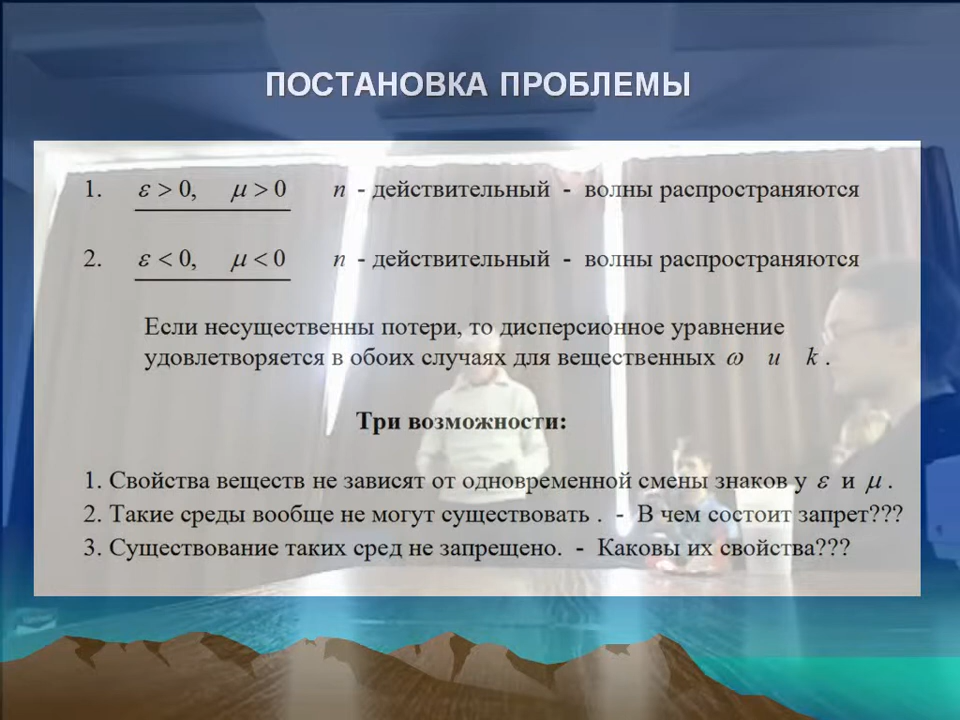 ПОСТАНОВКА ПРОБЛЕМЫ
1. ε > 0, μ > 0 n - действительный - волны распространяются
2. ε < 0, μ < 0 n - действительный - волны распространяются
Если несущественны потери, то дисперсионное уравнение
удовлетворяется в обоих случаях для вещественных ω и k .
Три возможности:
1. Свойства веществ не зависят от одновременной смены знаков у ε и μ .
2. Такие среды вообще не могут существовать . - В чем состоит запрет???
3. Существование таких сред не запрещено. - Каковы их свойства???